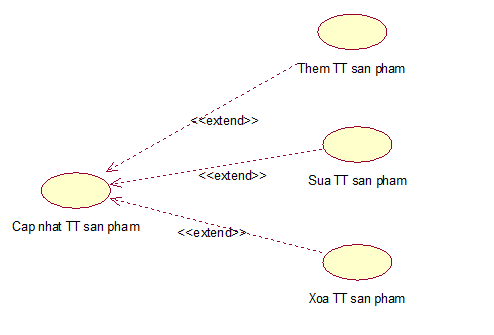 Them TT san pham
<<extend>>
Sua TT san pham
<<extend>>
Cap nhat TT san pham
<<extend>>
Xoa TT san pham